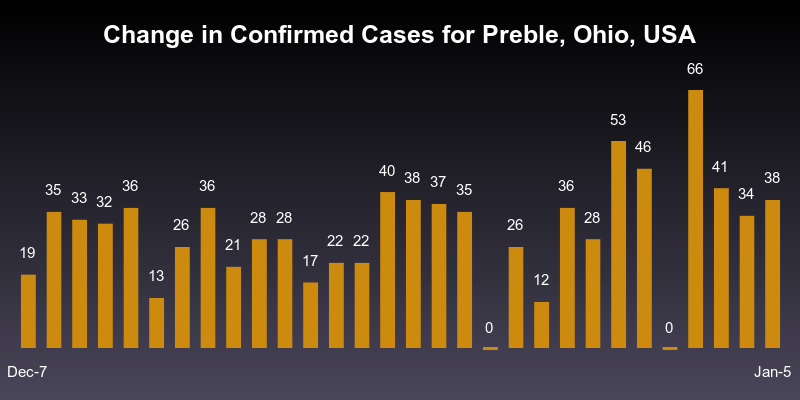 Change in Confirmed Cases for Preble, Ohio, USA
19 35 33 32 36 13 26 36 21 28 28 17 22 22 40 38 37 35 0 26 12 36 28 53 46 0 66 41 34 38
Dec-7 Jan-5